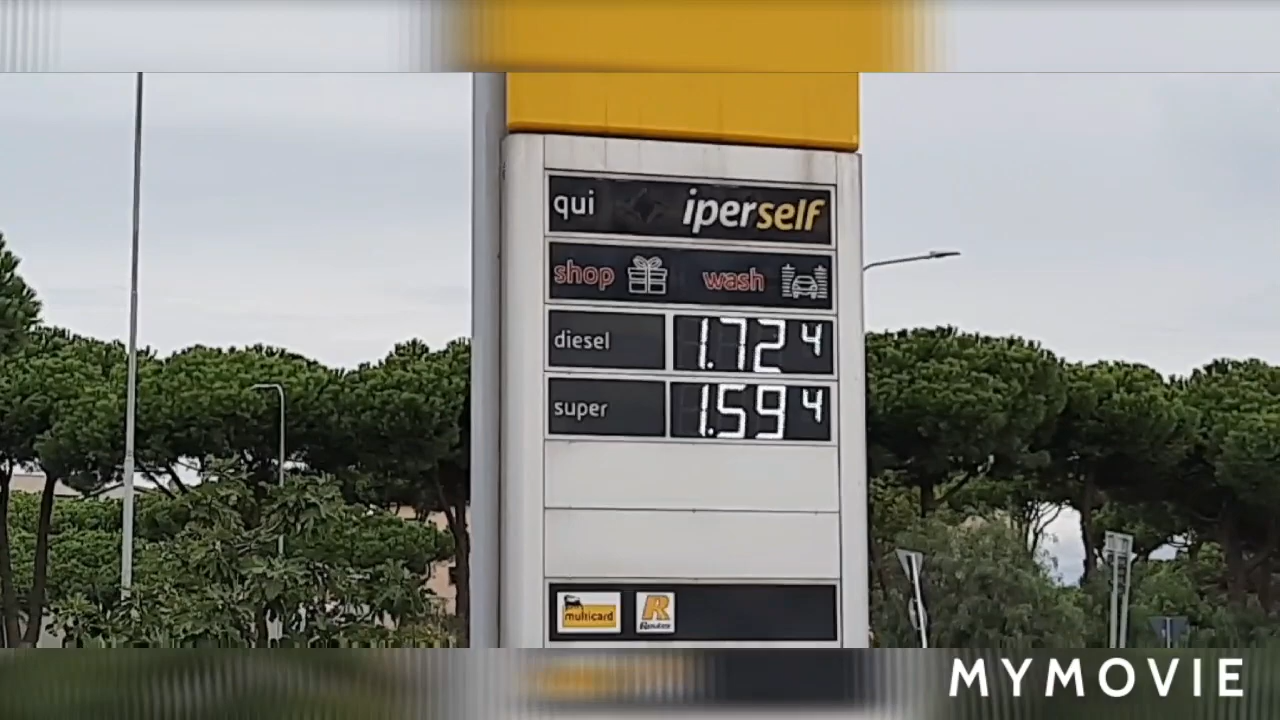 qui iperself
shop wash
diesel 1.724
super 1.594
multicard R Routex
MYMOVIE